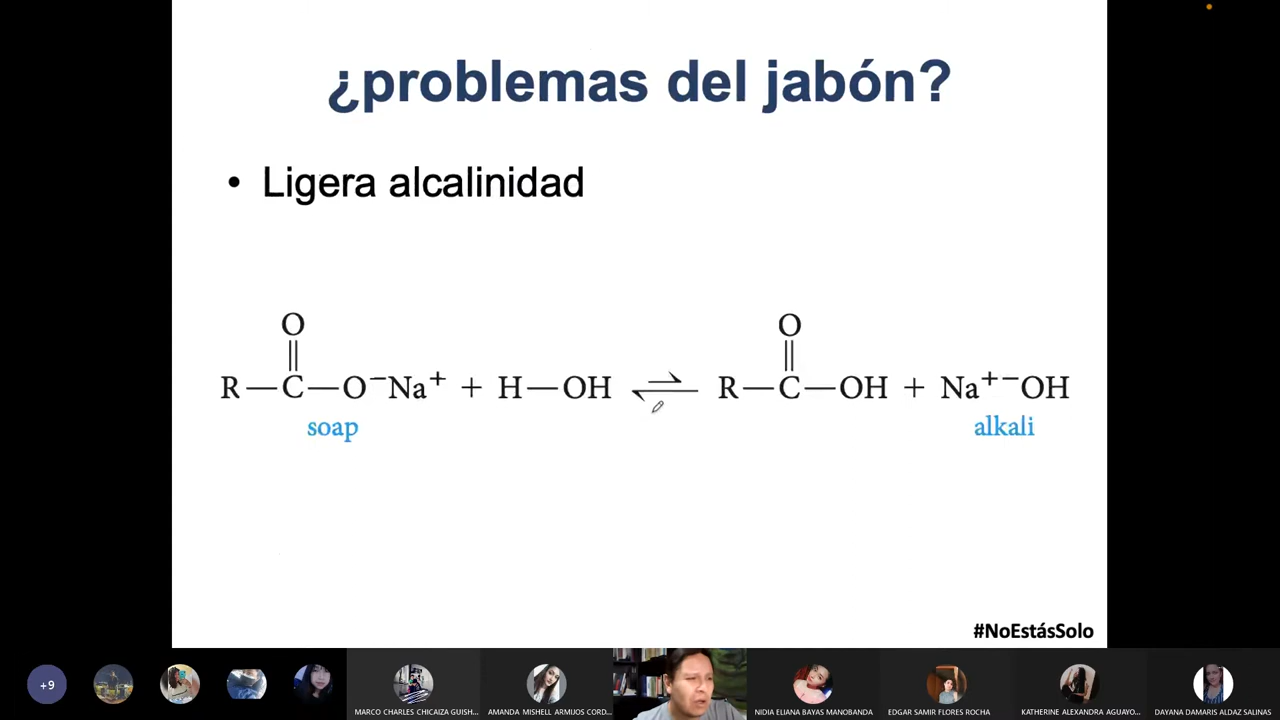 ¿problemas del jabón?
• Ligera alcalinidad
O O
R—C—O⁻Na⁺ + H—OH ⇌ R—C—OH + Na⁺⁻OH
soap alkali
#NoEstásSolo
+9 MARCO CHARLES CHICAIZA GUISH... AMANDA MISHELL ARMIJOS CORD... NIDIA ELIANA BAYAS MANOBANDA EDGAR SAMIR FLORES ROCHA KATHERINE ALEXANDRA AGUAYO... DAYANA DAMARIS ALDAZ SALINAS